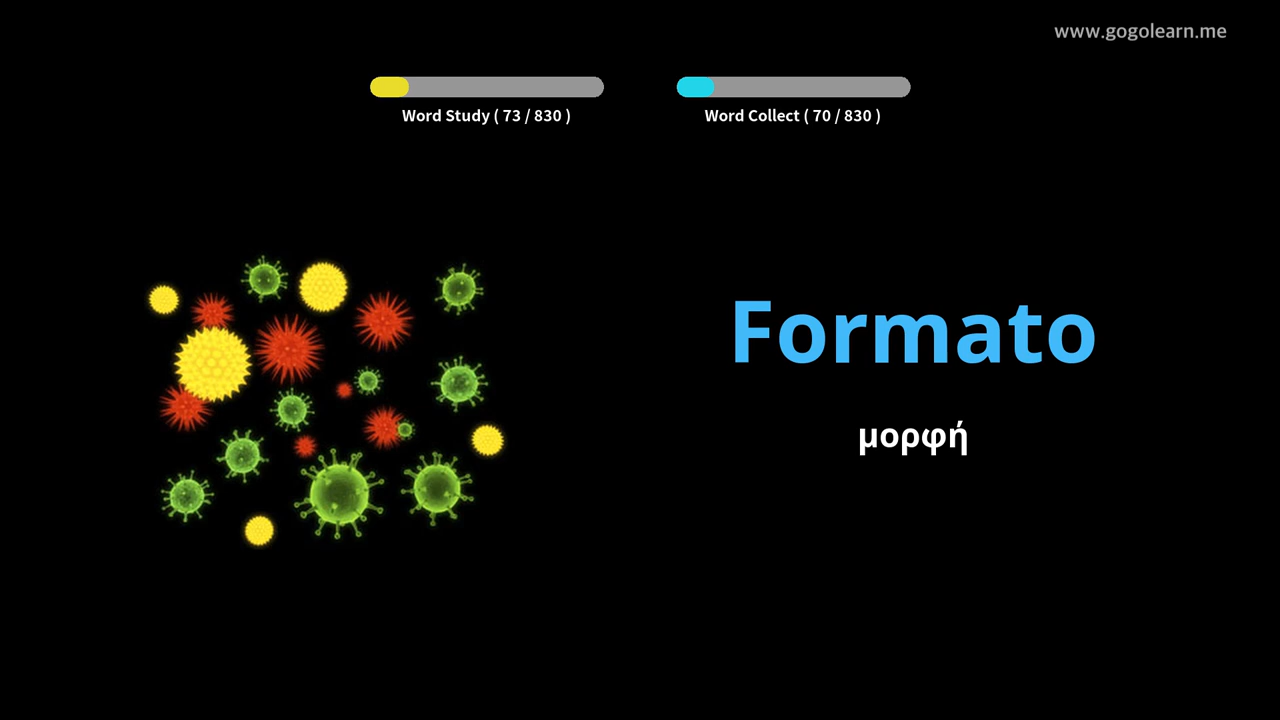 www.gogolearn.me
Word Study ( 73 / 830 )
Word Collect ( 70 / 830 )
Formato
μορφή